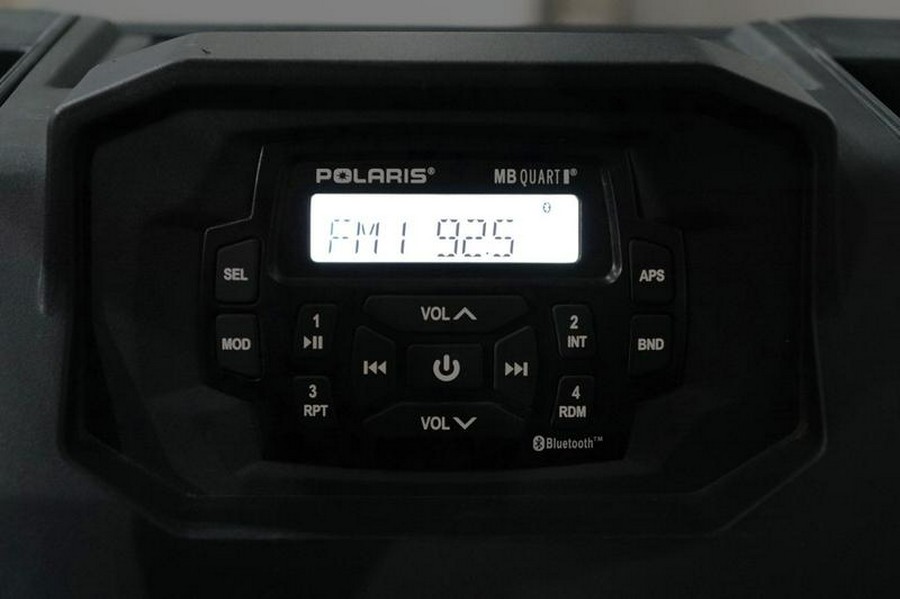 POLARIS®
MB QUART®
FM1 92.5
SEL
APS
VOL
1
2
INT
MOD
BND
3
RPT
4
RDM
VOL
Bluetooth™